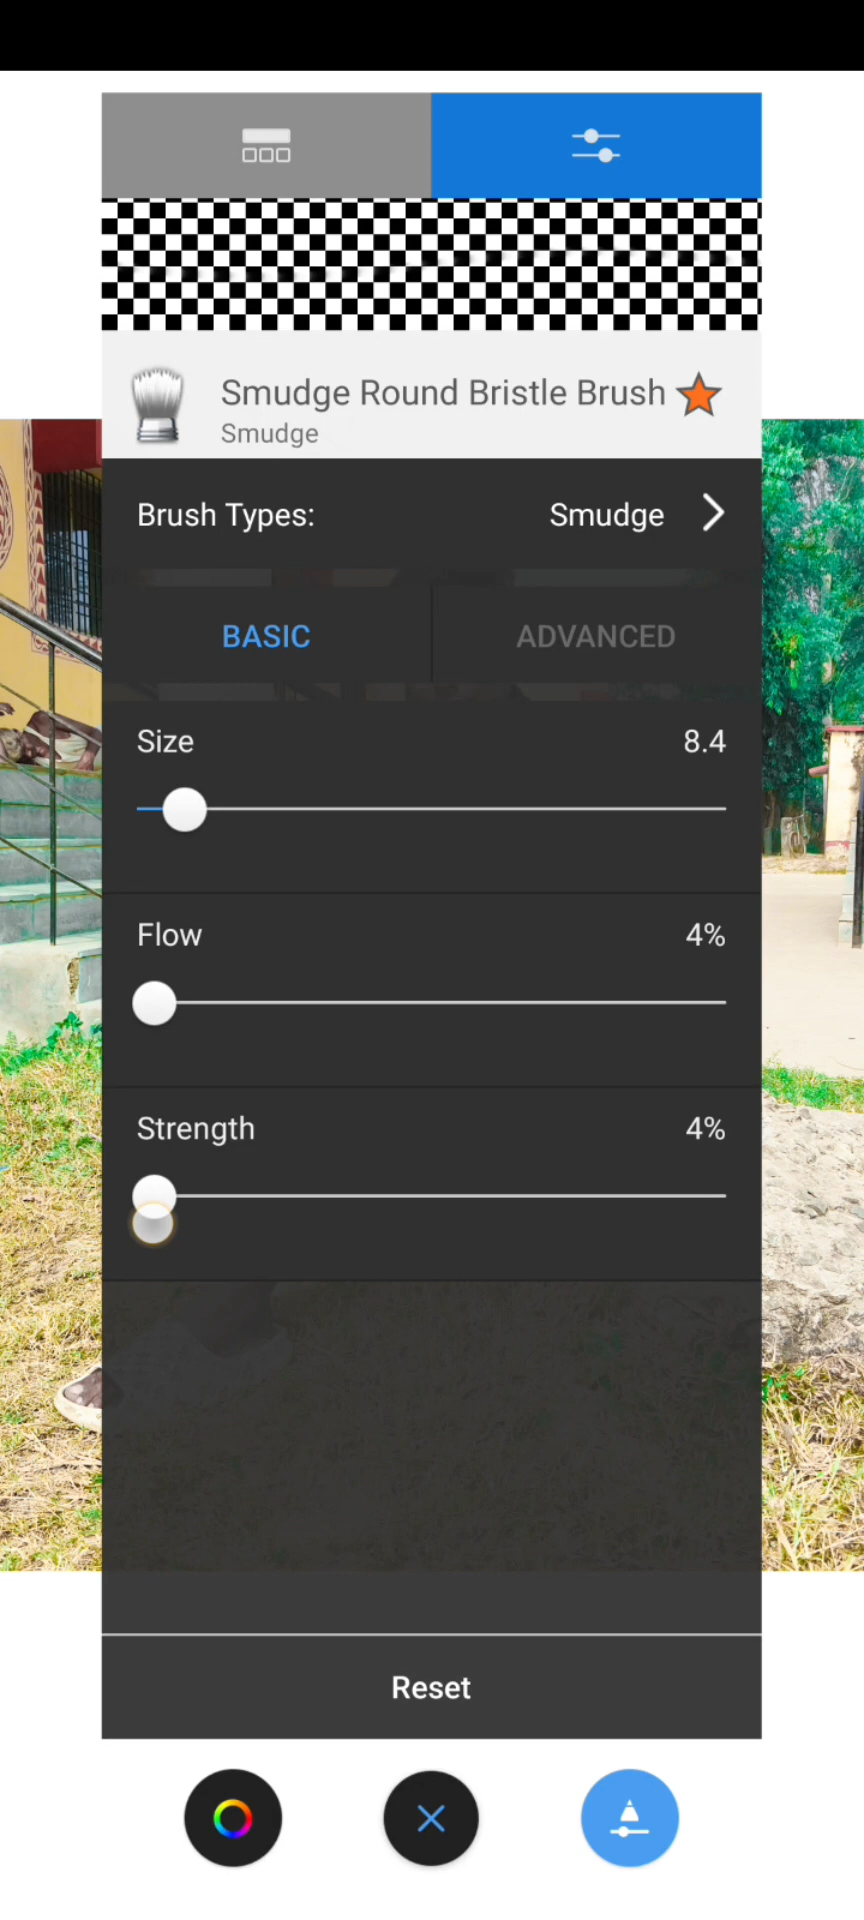 Smudge Round Bristle Brush
Smudge
Brush Types: Smudge
BASIC ADVANCED
Size 8.4
Flow 4%
Strength 4%
Reset